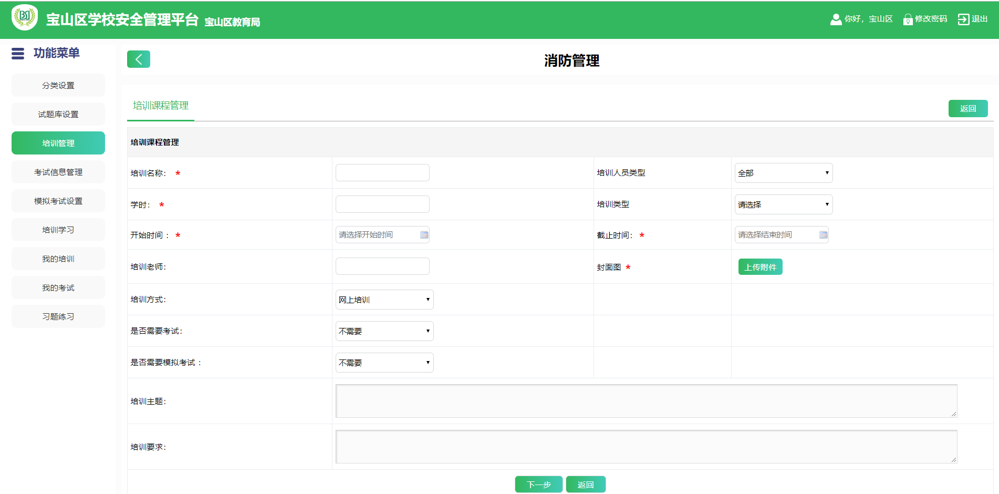 宝山区学校安全管理平台 宝山区教育局
你好，宝山区 修改密码 退出
功能菜单
分类设置
试题库设置
培训管理
考试信息管理
模拟考试设置
培训学习
我的培训
我的考试
习题练习
消防管理
培训课程管理
返回
培训课程管理
培训名称： * 培训人员类型 全部
学时： * 培训类型 请选择
开始时间： * 请选择开始时间 截止时间： * 请选择结束时间
培训老师： 封面图 * 上传附件
培训方式： 网上培训
是否需要考试： 不需要
是否需要模拟考试： 不需要
培训主题：
培训要求：
下一步 返回